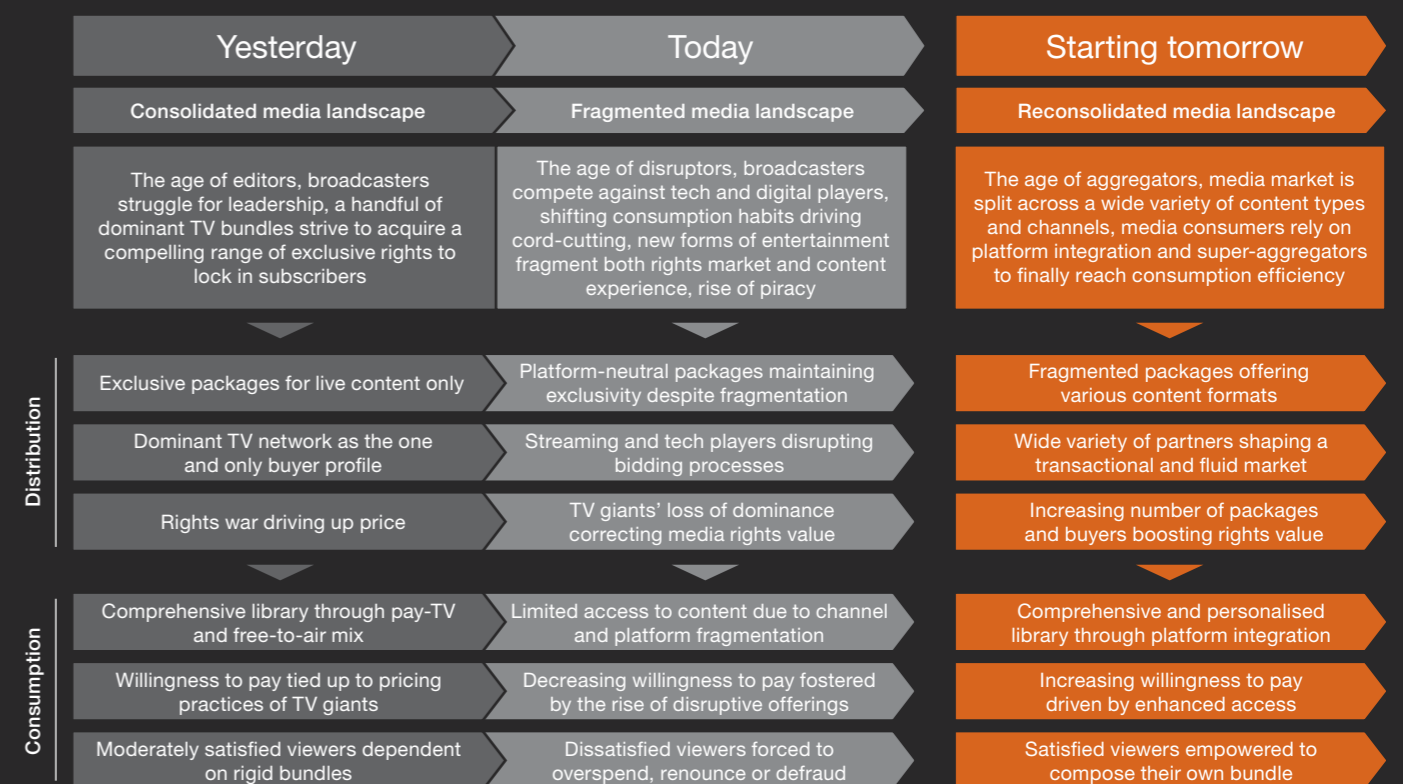 Yesterday
Today
Starting tomorrow
Consolidated media landscape
Fragmented media landscape
Reconsolidated media landscape
The age of editors, broadcasters
struggle for leadership, a handful of
dominant TV bundles strive to acquire a
compelling range of exclusive rights to
lock in subscribers
The age of disruptors, broadcasters
compete against tech and digital players,
shifting consumption habits driving
cord-cutting, new forms of entertainment
fragment both rights market and content
experience, rise of piracy
The age of aggregators, media market is
split across a wide variety of content types
and channels, media consumers rely on
platform integration and super-aggregators
to finally reach consumption efficiency
Distribution
Exclusive packages for live content only
Platform-neutral packages maintaining
exclusivity despite fragmentation
Fragmented packages offering
various content formats
Dominant TV network as the one
and only buyer profile
Streaming and tech players disrupting
bidding processes
Wide variety of partners shaping a
transactional and fluid market
Rights war driving up price
TV giants’ loss of dominance
correcting media rights value
Increasing number of packages
and buyers boosting rights value
Consumption
Comprehensive library through pay-TV
and free-to-air mix
Limited access to content due to channel
and platform fragmentation
Comprehensive and personalised
library through platform integration
Willingness to pay tied up to pricing
practices of TV giants
Decreasing willingness to pay fostered
by the rise of disruptive offerings
Increasing willingness to pay
driven by enhanced access
Moderately satisfied viewers dependent
on rigid bundles
Dissatisfied viewers forced to
overspend, renounce or defraud
Satisfied viewers empowered to
compose their own bundle